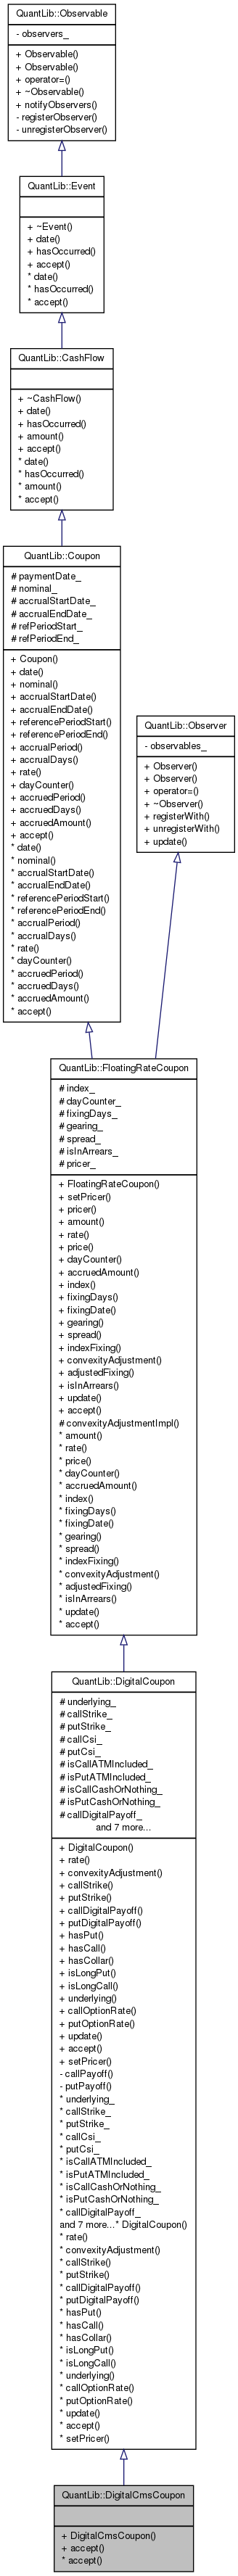 QuantLib::Observable
- observers_
+ Observable()
+ Observable()
+ operator=()
+ ~Observable()
+ notifyObservers()
- registerObserver()
- unregisterObserver()
QuantLib::Event
+ ~Event()
+ date()
+ hasOccurred()
+ accept()
* date()
* hasOccurred()
* accept()
QuantLib::CashFlow
+ ~CashFlow()
+ date()
+ hasOccurred()
+ amount()
+ accept()
* date()
* hasOccurred()
* amount()
* accept()
QuantLib::Coupon
# paymentDate_
# nominal_
# accrualStartDate_
# accrualEndDate_
# refPeriodStart_
# refPeriodEnd_
+ Coupon()
+ date()
+ nominal()
+ accrualStartDate()
+ accrualEndDate()
+ referencePeriodStart()
+ referencePeriodEnd()
+ accrualPeriod()
+ accrualDays()
+ rate()
+ dayCounter()
+ accruedPeriod()
+ accruedDays()
+ accruedAmount()
+ accept()
* date()
* nominal()
* accrualStartDate()
* accrualEndDate()
* referencePeriodStart()
* referencePeriodEnd()
* accrualPeriod()
* accrualDays()
* rate()
* dayCounter()
* accruedPeriod()
* accruedDays()
* accruedAmount()
* accept()
QuantLib::Observer
- observables_
+ Observer()
+ Observer()
+ operator=()
+ ~Observer()
+ registerWith()
+ unregisterWith()
+ update()
QuantLib::FloatingRateCoupon
# index_
# dayCounter_
# fixingDays_
# gearing_
# spread_
# isInArrears_
# pricer_
+ FloatingRateCoupon()
+ setPricer()
+ pricer()
+ amount()
+ rate()
+ price()
+ dayCounter()
+ accruedAmount()
+ index()
+ fixingDays()
+ fixingDate()
+ gearing()
+ spread()
+ indexFixing()
+ convexityAdjustment()
+ adjustedFixing()
+ isInArrears()
+ update()
+ accept()
# convexityAdjustmentImpl()
* amount()
* rate()
* price()
* dayCounter()
* accruedAmount()
* index()
* fixingDays()
* fixingDate()
* gearing()
* spread()
* indexFixing()
* convexityAdjustment()
* adjustedFixing()
* isInArrears()
* update()
* accept()
QuantLib::DigitalCoupon
# underlying_
# callStrike_
# putStrike_
# callCsi_
# putCsi_
# isCallATMIncluded_
# isPutATMIncluded_
# isCallCashOrNothing_
# isPutCashOrNothing_
# callDigitalPayoff_
and 7 more...
+ DigitalCoupon()
+ rate()
+ convexityAdjustment()
+ callStrike()
+ putStrike()
+ callDigitalPayoff()
+ putDigitalPayoff()
+ hasPut()
+ hasCall()
+ hasCollar()
+ isLongPut()
+ isLongCall()
+ underlying()
+ callOptionRate()
+ putOptionRate()
+ update()
+ accept()
+ setPricer()
- callPayoff()
- putPayoff()
* underlying_
* callStrike_
* putStrike_
* callCsi_
* putCsi_
* isCallATMIncluded_
* isPutATMIncluded_
* isCallCashOrNothing_
* isPutCashOrNothing_
* callDigitalPayoff_
and 7 more...* DigitalCoupon()
* rate()
* convexityAdjustment()
* callStrike()
* putStrike()
* callDigitalPayoff()
* putDigitalPayoff()
* hasPut()
* hasCall()
* hasCollar()
* isLongPut()
* isLongCall()
* underlying()
* callOptionRate()
* putOptionRate()
* update()
* accept()
* setPricer()
QuantLib::DigitalCmsCoupon
+ DigitalCmsCoupon()
+ accept()
* accept()